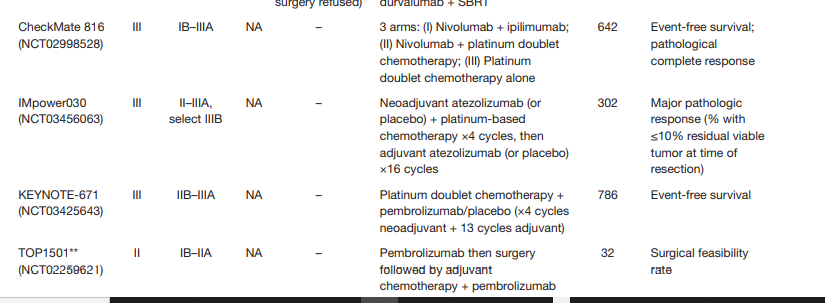 surgery refused)
durvalumab + SBRT
CheckMate 816 III IB–IIIA NA – 3 arms: (I) Nivolumab + ipilimumab; 642 Event-free survival;
(NCT02998528) (II) Nivolumab + platinum doublet pathological
chemotherapy; (III) Platinum complete response
doublet chemotherapy alone
IMpower030 III II–IIIA, NA – Neoadjuvant atezolizumab (or 302 Major pathologic
(NCT03456063) select IIIB placebo) + platinum-based response (% with
chemotherapy ×4 cycles, then ≤10% residual viable
adjuvant atezolizumab (or placebo) tumor at time of
×16 cycles resection)
KEYNOTE-671 III IIB–IIIA NA – Platinum doublet chemotherapy + 786 Event-free survival
(NCT03425643) pembrolizumab/placebo (×4 cycles
neoadjuvant + 13 cycles adjuvant)
TOP1501** II IB–IIA NA – Pembrolizumab then surgery 32 Surgical feasibility
(NCT02259621) followed by adjuvant rate
chemotherapy + pembrolizumab